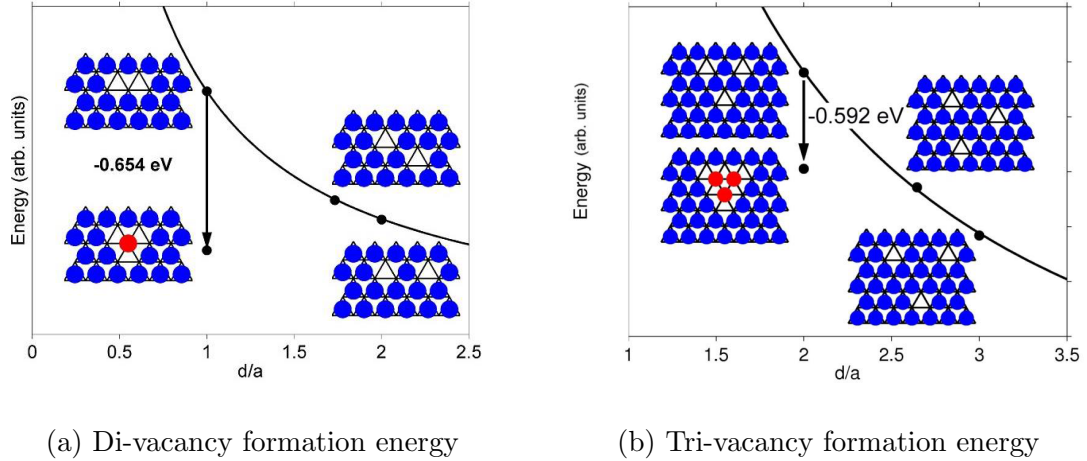 Energy (arb. units)
-0.654 eV
0 0.5 1 1.5 2 2.5
d/a
(a) Di-vacancy formation energy
Energy (arb. units)
-0.592 eV
1 1.5 2 2.5 3 3.5
d/a
(b) Tri-vacancy formation energy